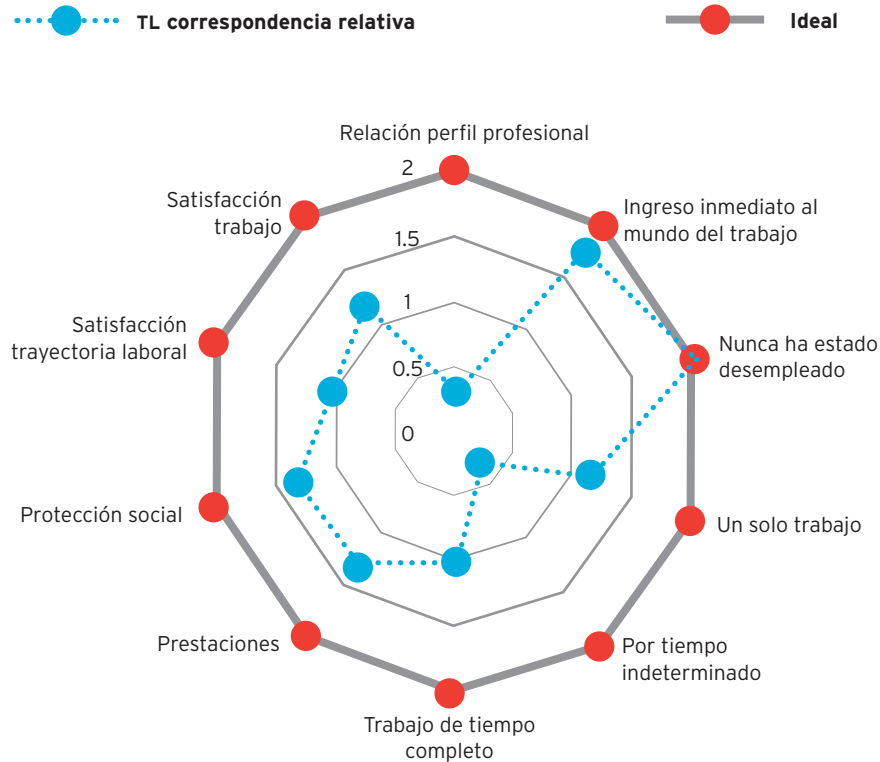 TL correspondencia relativa
Ideal
Relación perfil profesional
2
Ingreso inmediato al
mundo del trabajo
Satisfacción
trabajo
1.5
1
Satisfacción
trayectoria laboral
Nunca ha estado
desempleado
0.5
0
Protección social
Un solo trabajo
Prestaciones
Por tiempo
indeterminado
Trabajo de tiempo
completo